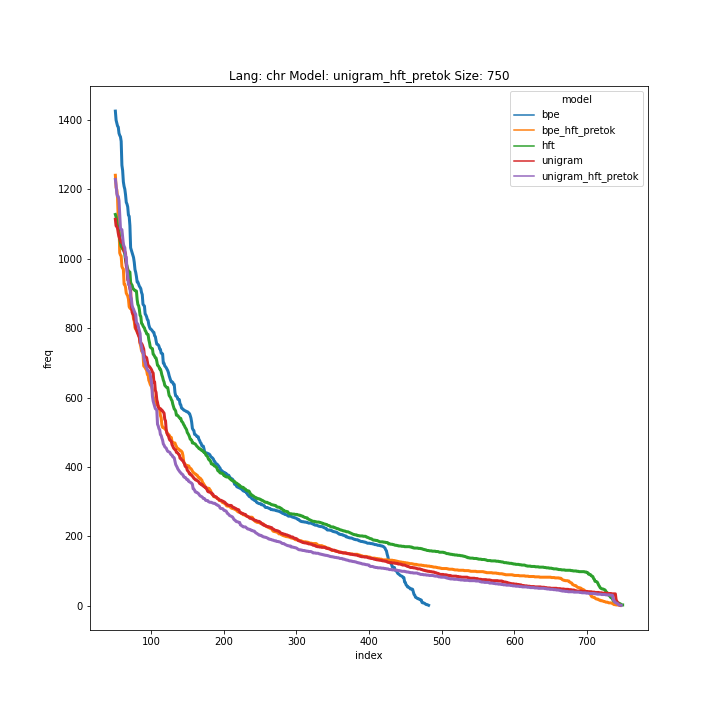 Lang: chr Model: unigram_hft_pretok Size: 750
model
bpe
bpe_hft_pretok
hft
unigram
unigram_hft_pretok
freq
1400
1200
1000
800
600
400
200
0
100 200 300 400 500 600 700
index